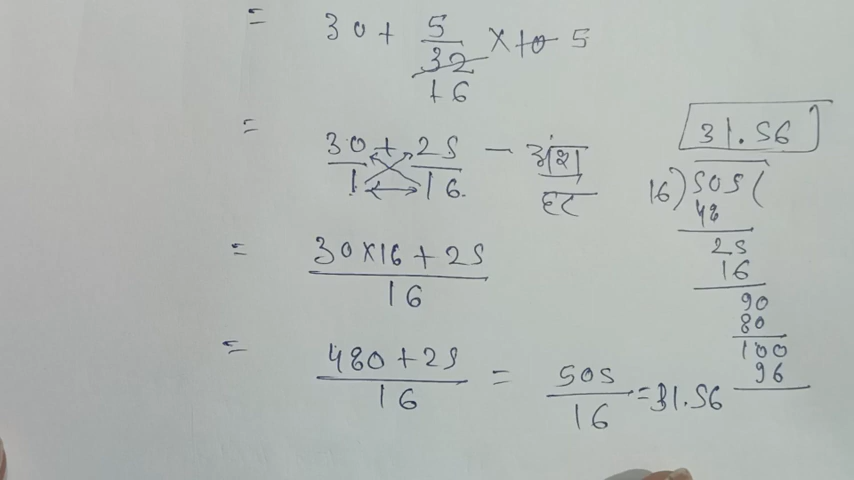 = 30 + 5/32 × 10 5
16
= 30/1 + 25/16 - अंश/हर
= 30×16 + 25/16
= 480 + 25/16 = 505/16 = 31.56
31.56
16) 505 (
48
25
16
90
80
100
96